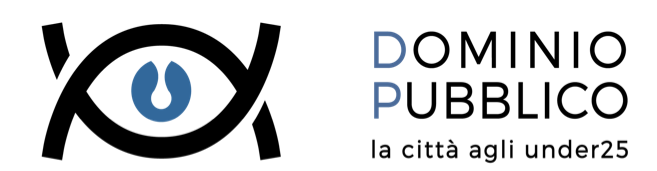 DOMINIO
PUBBLICO
la città agli under25